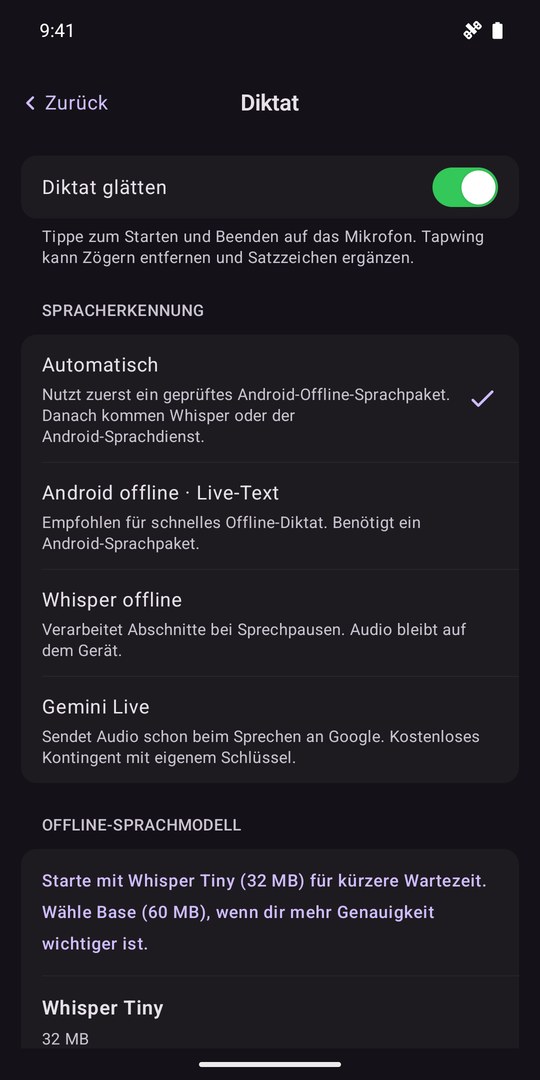 9:41
Zurück
Diktat
Diktat glätten
Tippe zum Starten und Beenden auf das Mikrofon. Tapwing
kann Zögern entfernen und Satzzeichen ergänzen.
SPRACHERKENNUNG
Automatisch
Nutzt zuerst ein geprüftes Android-Offline-Sprachpaket.
Danach kommen Whisper oder der
Android-Sprachdienst.
Android offline · Live-Text
Empfohlen für schnelles Offline-Diktat. Benötigt ein
Android-Sprachpaket.
Whisper offline
Verarbeitet Abschnitte bei Sprechpausen. Audio bleibt auf
dem Gerät.
Gemini Live
Sendet Audio schon beim Sprechen an Google. Kostenloses
Kontingent mit eigenem Schlüssel.
OFFLINE-SPRACHMODELL
Starte mit Whisper Tiny (32 MB) für kürzere Wartezeit.
Wähle Base (60 MB), wenn dir mehr Genauigkeit
wichtiger ist.
Whisper Tiny
32 MB